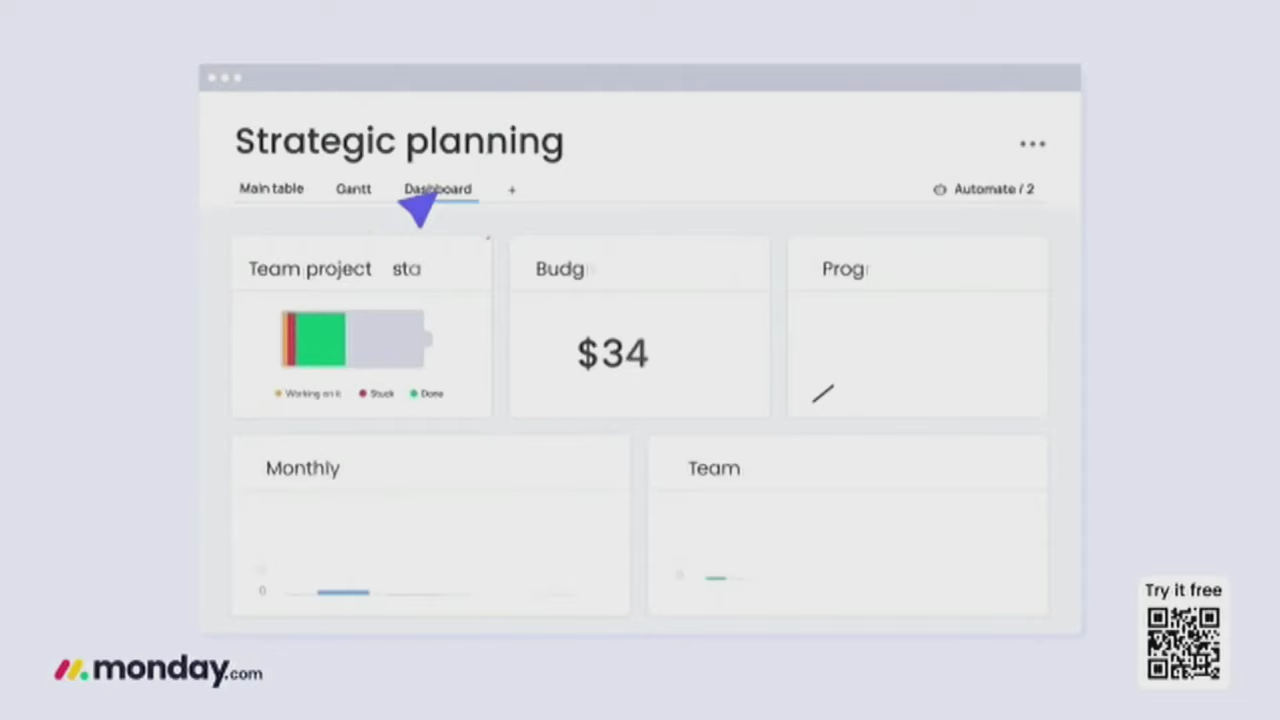 Strategic planning
Main table Gantt Dashboard +
Automate / 2
Team project sta
Budg
Prog
$34
Working on it Stuck Done
Monthly
Team
0
Try it free
monday.com